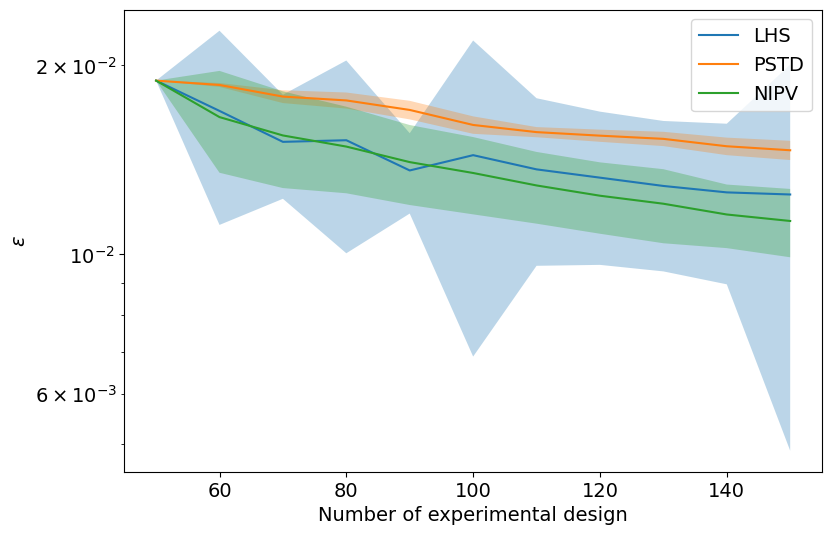 2 × 10⁻²
10⁻²
6 × 10⁻³
ε
60 80 100 120 140
Number of experimental design
LHS
PSTD
NIPV